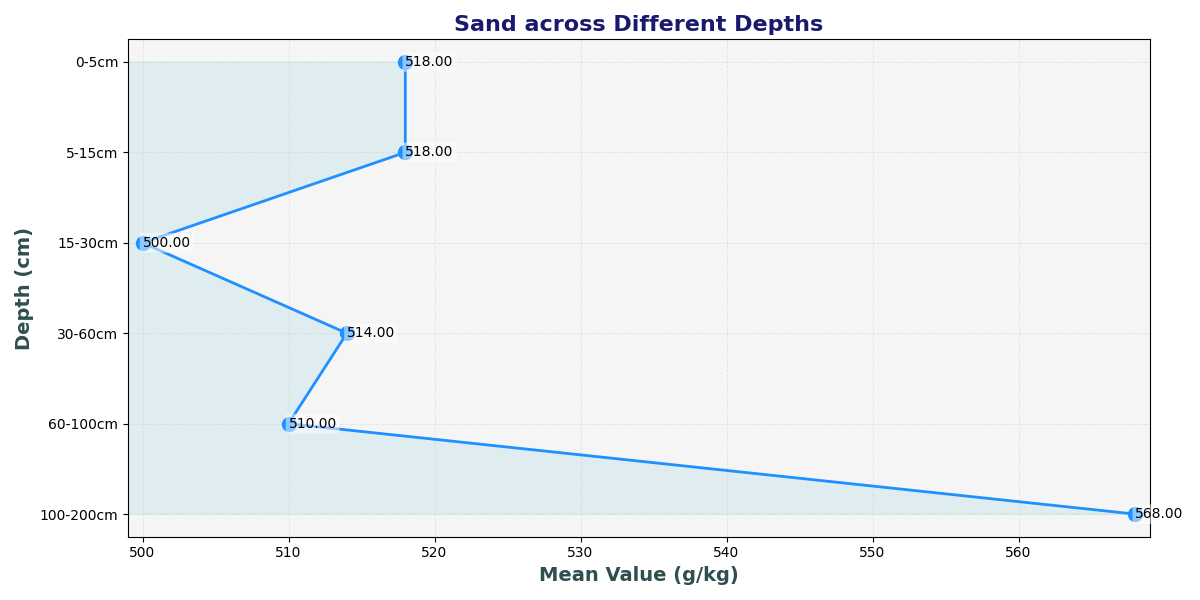 Sand across Different Depths
Depth (cm)
0-5cm
518.00
5-15cm
518.00
15-30cm
500.00
30-60cm
514.00
60-100cm
510.00
100-200cm
568.00
500 510 520 530 540 550 560
Mean Value (g/kg)